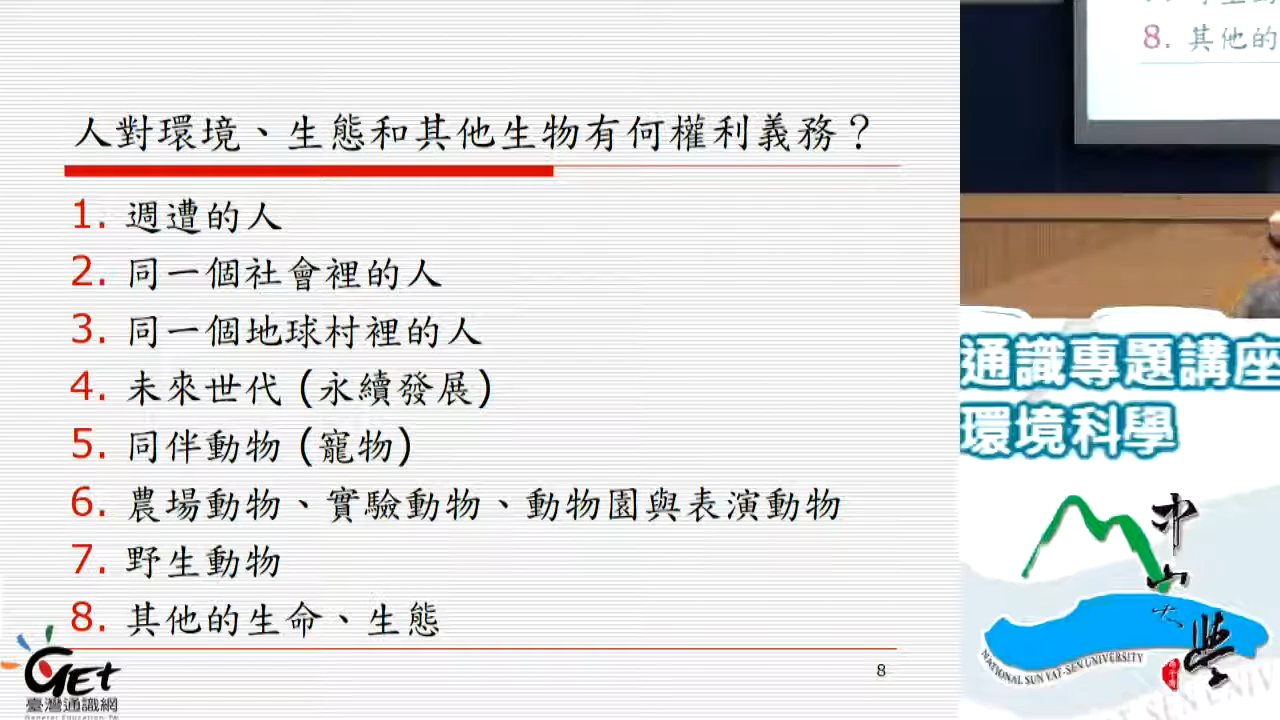 人對環境、生態和其他生物有何權利義務？
1. 週遭的人
2. 同一個社會裡的人
3. 同一個地球村裡的人
4. 未來世代 (永續發展)
5. 同伴動物 (寵物)
6. 農場動物、實驗動物、動物園與表演動物
7. 野生動物
8. 其他的生命、生態
8
GET
臺灣通識網
General Education TW
8. 其他的
通識專題講座
環境科學
中山大學
NATIONAL SUN YAT-SEN UNIVERSITY
SEN UNIV